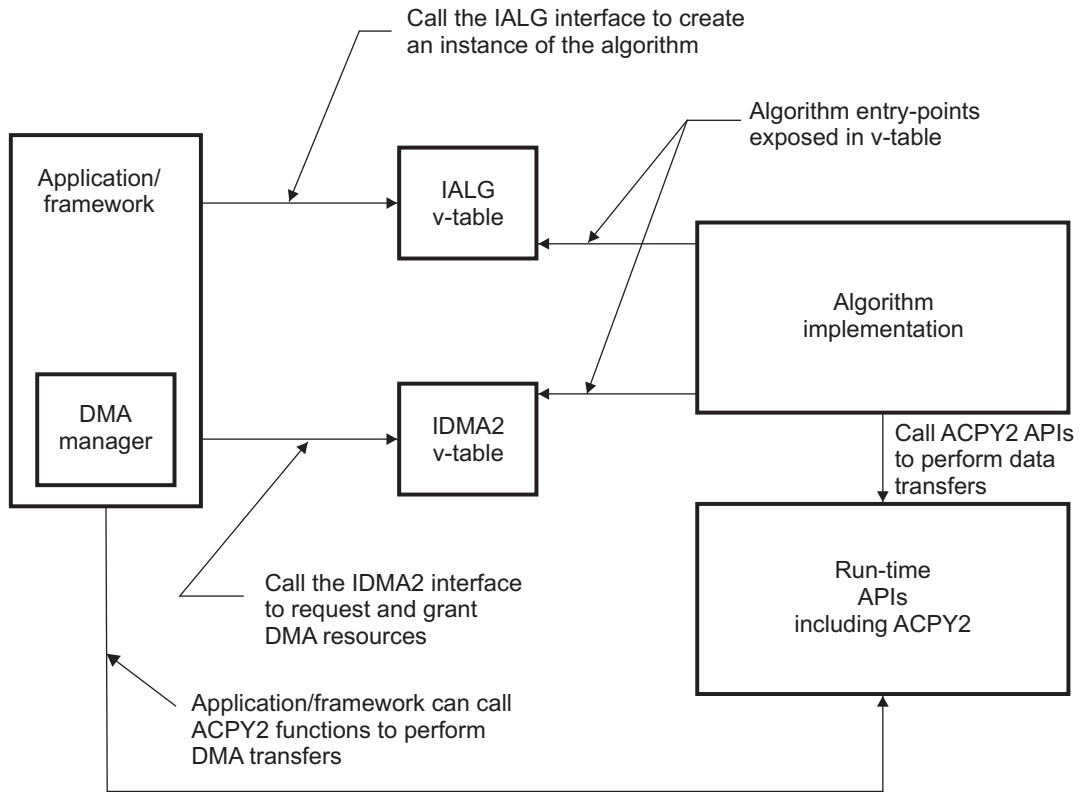 Call the IALG interface to create
an instance of the algorithm
Algorithm entry-points
exposed in v-table
Application/
framework
IALG
v-table
Algorithm
implementation
DMA
manager
IDMA2
v-table
Call ACPY2 APIs
to perform data
transfers
Call the IDMA2 interface
to request and grant
DMA resources
Run-time
APIs
including ACPY2
Application/framework can call
ACPY2 functions to perform
DMA transfers